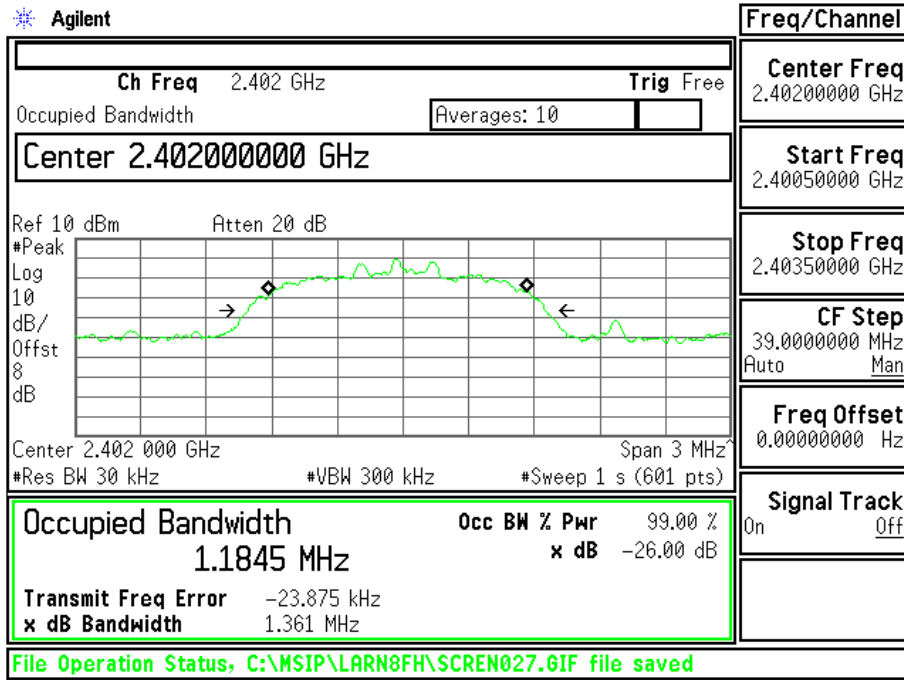 Agilent
Freq/Channel
Ch Freq 2.402 GHz Trig Free
Occupied Bandwidth Averages: 10
Center 2.402000000 GHz
Ref 10 dBm Atten 20 dB
#Peak
Log
10
dB/
Offst
8
dB
Center 2.402 000 GHz Span 3 MHz^
#Res BW 30 kHz #VBW 300 kHz #Sweep 1 s (601 pts)
Occupied Bandwidth Occ BW % Pwr 99.00 %
1.1845 MHz x dB -26.00 dB
Transmit Freq Error -23.875 kHz
x dB Bandwidth 1.361 MHz
Center Freq
2.40200000 GHz
Start Freq
2.40050000 GHz
Stop Freq
2.40350000 GHz
CF Step
39.0000000 MHz
Auto Man
Freq Offset
0.00000000 Hz
Signal Track
On Off
File Operation Status, C:\MSIP\LARN8FH\SCREN027.GIF file saved